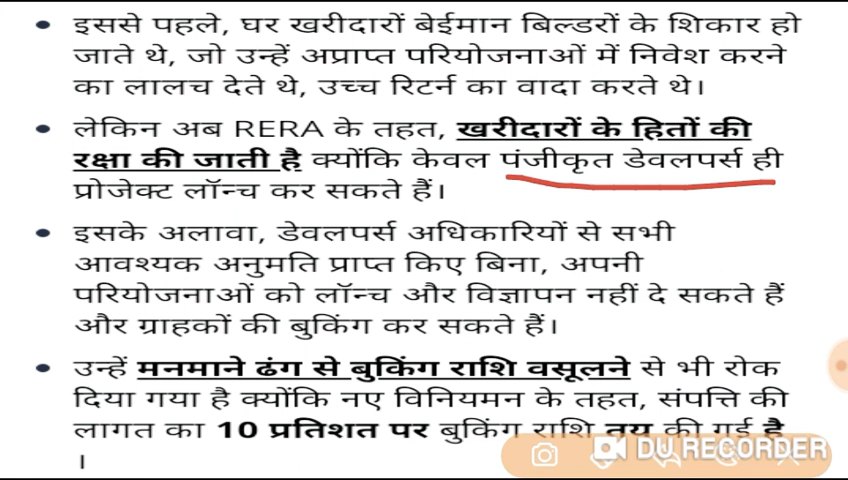 • इससे पहले, घर खरीदारों बेईमान बिल्डरों के शिकार हो
जाते थे, जो उन्हें अप्राप्त परियोजनाओं में निवेश करने
का लालच देते थे, उच्च रिटर्न का वादा करते थे।
• लेकिन अब RERA के तहत, खरीदारों के हितों की
रक्षा की जाती है क्योंकि केवल पंजीकृत डेवलपर्स ही
प्रोजेक्ट लॉन्च कर सकते हैं।
• इसके अलावा, डेवलपर्स अधिकारियों से सभी
आवश्यक अनुमति प्राप्त किए बिना, अपनी
परियोजनाओं को लॉन्च और विज्ञापन नहीं दे सकते हैं
और ग्राहकों की बुकिंग कर सकते हैं।
• उन्हें मनमाने ढंग से बुकिंग राशि वसूलने से भी रोक
दिया गया है क्योंकि नए विनियमन के तहत, संपत्ति की
लागत का 10 प्रतिशत पर बुकिंग राशि तय की गई है
।
DU RECORDER